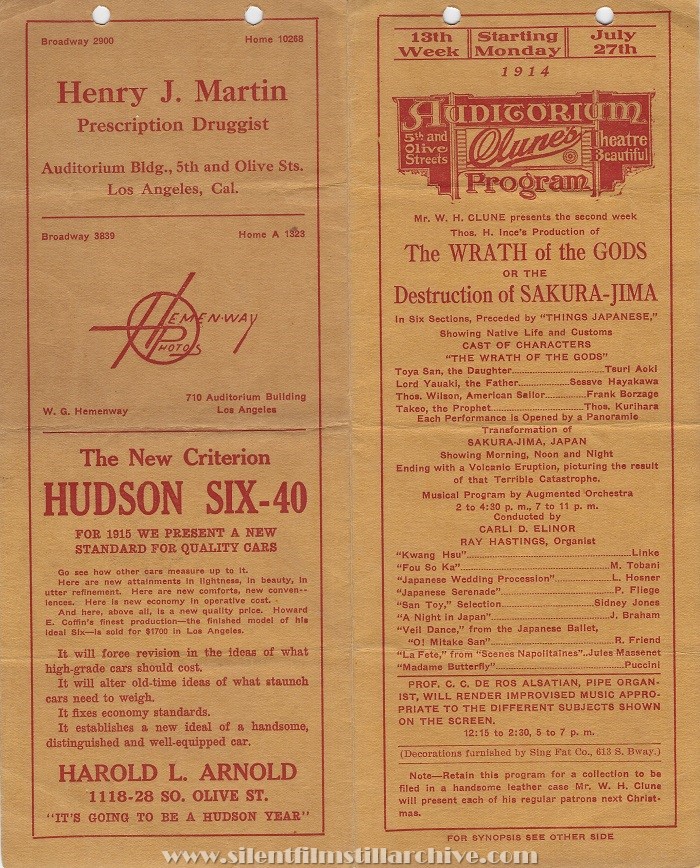 Broadway 2900 Home 10268
Henry J. Martin
Prescription Druggist
Auditorium Bldg., 5th and Olive Sts.
Los Angeles, Cal.
Broadway 3839 Home A 1323
HEMENWAY
PHOTOS
710 Auditorium Building
W. G. Hemenway Los Angeles
The New Criterion
HUDSON SIX-40
FOR 1915 WE PRESENT A NEW
STANDARD FOR QUALITY CARS
Go see how other cars measure up to it.
Here are new attainments in lightness, in beauty, in
utter refinement. Here are new comforts, new conven--
iences. Here is new economy in operative cost.
And here, above all, is a new quality price. Howard
E. Coffin's finest production—the finished model of his
ideal Six—is sold for $1700 in Los Angeles.
It will force revision in the ideas of what
high-grade cars should cost.
It will alter old-time ideas of what staunch
cars need to weigh.
It fixes economy standards.
It establishes a new ideal of a handsome,
distinguished and well-equipped car.
HAROLD L. ARNOLD
1118-28 SO. OLIVE ST.
"IT'S GOING TO BE A HUDSON YEAR"
13th Week Starting Monday July 27th
1914
AUDITORIUM
5th and Olive Streets Clune's Theatre Beautiful
Program
Mr. W. H. CLUNE presents the second week
Thos. H. Ince's Production of
The WRATH of the GODS
OR THE
Destruction of SAKURA-JIMA
In Six Sections, Preceded by "THINGS JAPANESE,"
Showing Native Life and Customs
CAST OF CHARACTERS
"THE WRATH OF THE GODS"
Toya San, the Daughter Tsuri Aoki
Lord Yauaki, the Father Sessve Hayakawa
Thos. Wilson, American Sailor Frank Borzage
Takeo, the Prophet Thos. Kurihara
Each Performance is Opened by a Panoramic
Transformation of
SAKURA-JIMA, JAPAN
Showing Morning, Noon and Night
Ending with a Volcanic Eruption, picturing the result
of that Terrible Catastrophe.
Musical Program by Augmented Orchestra
2 to 4:30 p. m., 7 to 11 p. m.
Conducted by
CARLI D. ELINOR
RAY HASTINGS, Organist
"Kwang Hsu" Linke
"Fou So Ka" M. Tobani
"Japanese Wedding Procession" L. Hosner
"Japanese Serenade" P. Fliege
"San Toy," Selection Sidney Jones
"A Night in Japan" J. Braham
"Veil Dance," from the Japanese Ballet,
"O! Mitake San" R. Friend
"La Fete," from "Scenes Napolitaines" Jules Massenet
"Madame Butterfly" Puccini
PROF. C. C. DE ROS ALSATIAN, PIPE ORGAN-
IST, WILL RENDER IMPROVISED MUSIC APPRO-
PRIATE TO THE DIFFERENT SUBJECTS SHOWN
ON THE SCREEN.
12:15 to 2:30, 5 to 7 p. m.
(Decorations furnished by Sing Fat Co., 613 S. Bway.)
Note—Retain this program for a collection to be
filed in a handsome leather case Mr. W. H. Clune
will present each of his regular patrons next Christ-
mas.
FOR SYNOPSIS SEE OTHER SIDE
www.silentfilmstillarchive.com